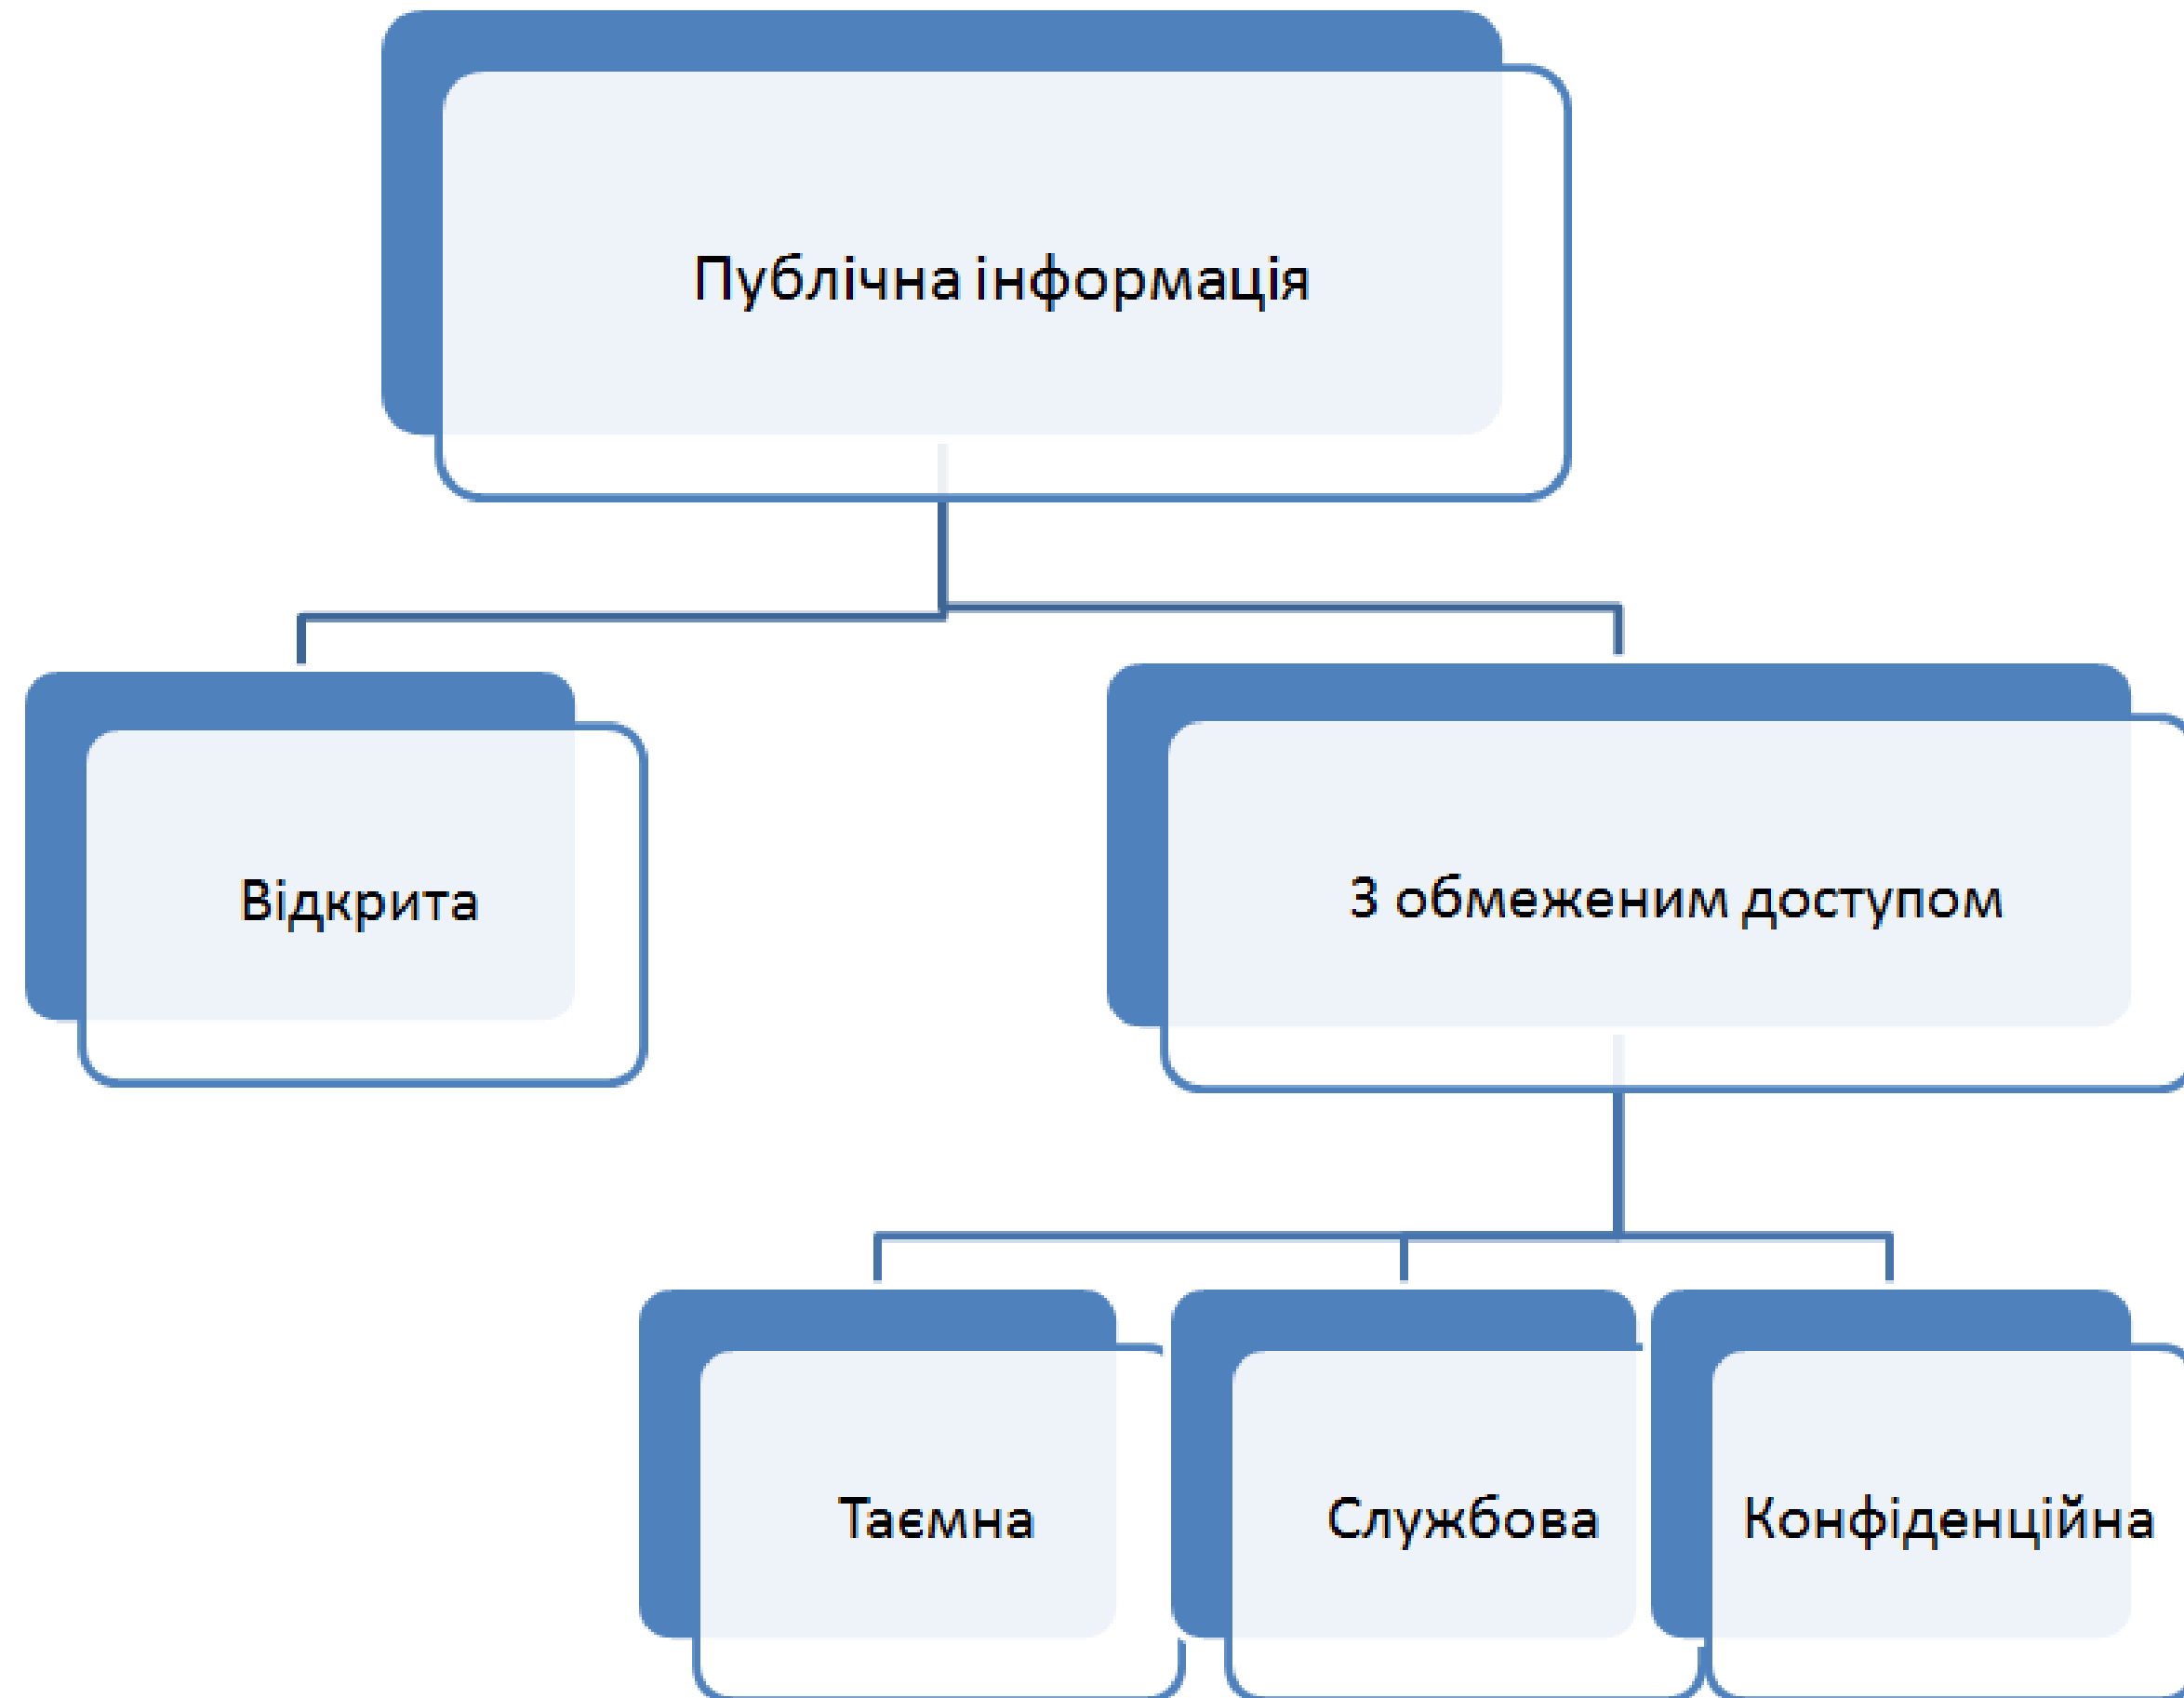 Публічна інформація
Відкрита
З обмеженим доступом
Таємна
Службова
Конфіденційна